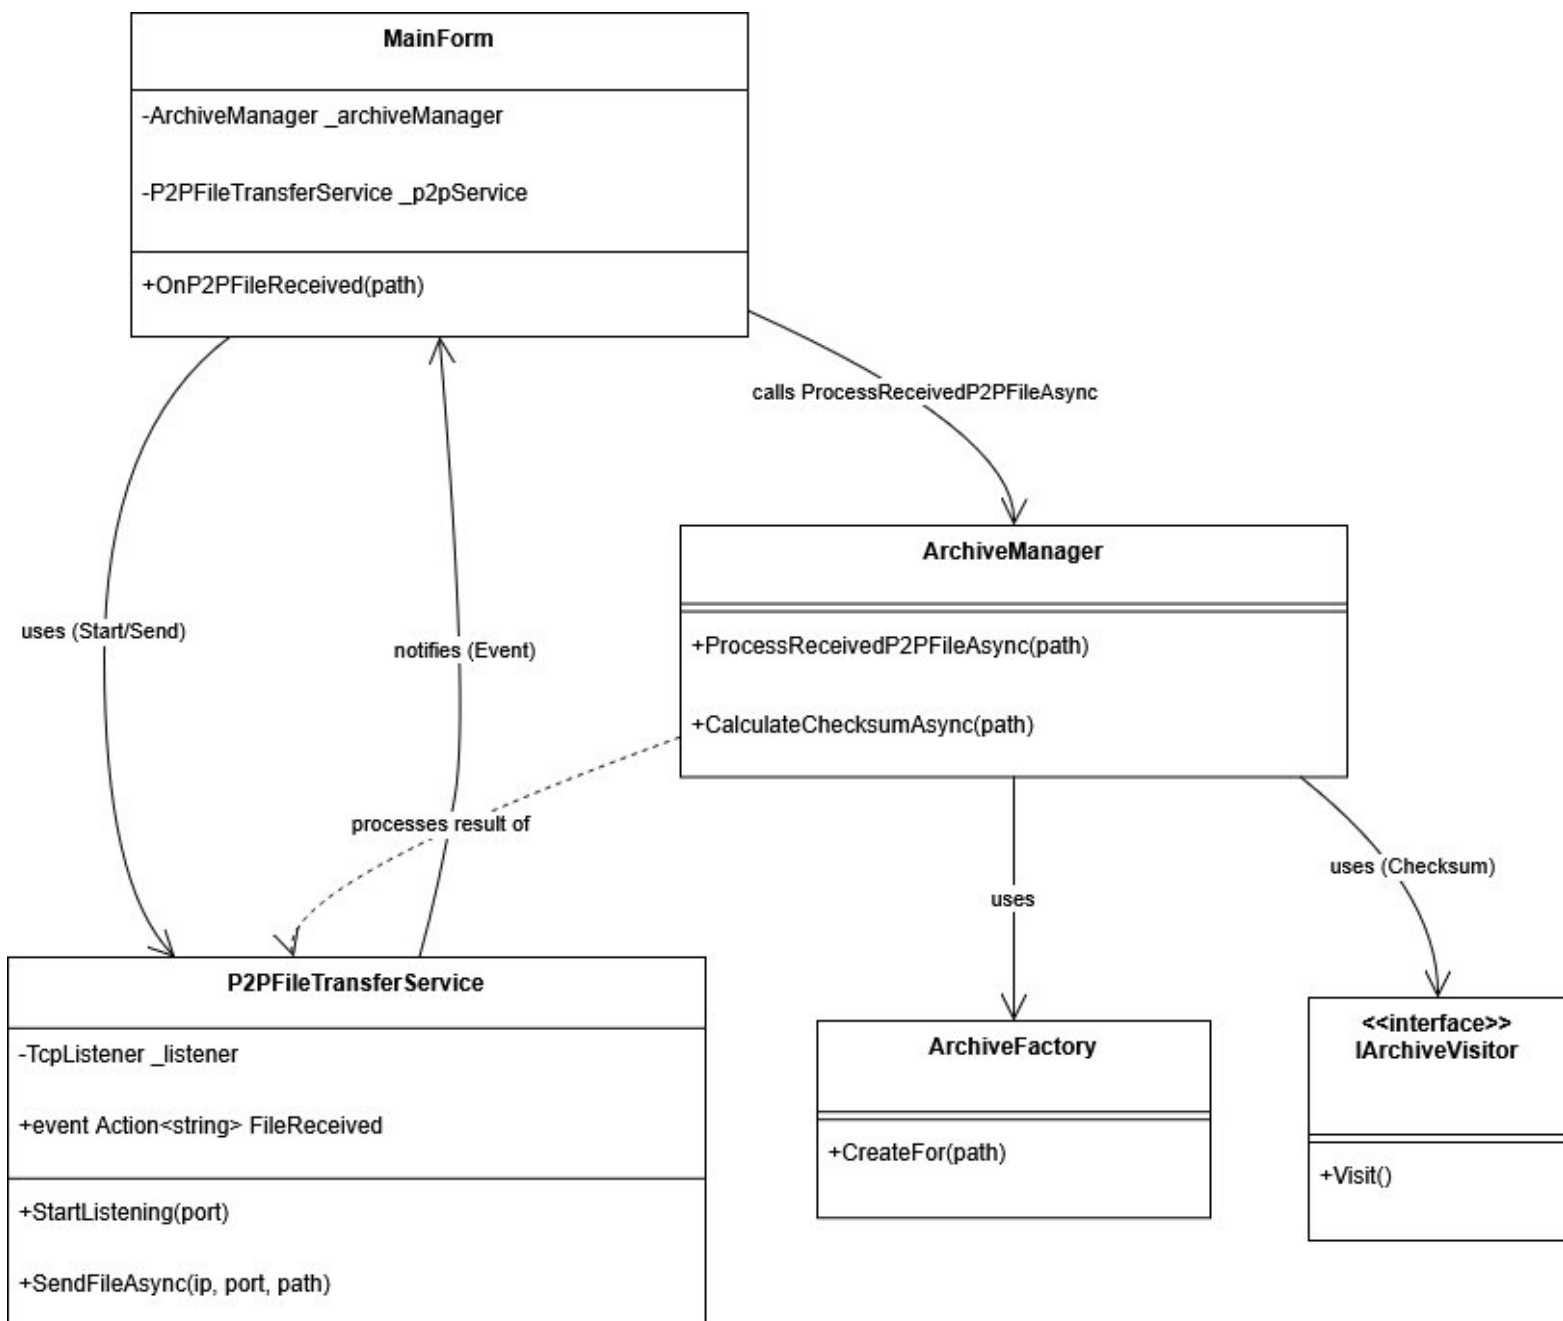 MainForm
-ArchiveManager _archiveManager
-P2PFileTransferService _p2pService
+OnP2PFileReceived(path)
calls ProcessReceivedP2PFileAsync
ArchiveManager
+ProcessReceivedP2PFileAsync(path)
+CalculateChecksumAsync(path)
uses (Start/Send)
notifies (Event)
processes result of
uses (Checksum)
uses
P2PFileTransferService
-TcpListener _listener
+event Action<string> FileReceived
+StartListening(port)
+SendFileAsync(ip, port, path)
ArchiveFactory
+CreateFor(path)
<<interface>>
IArchiveVisitor
+Visit()